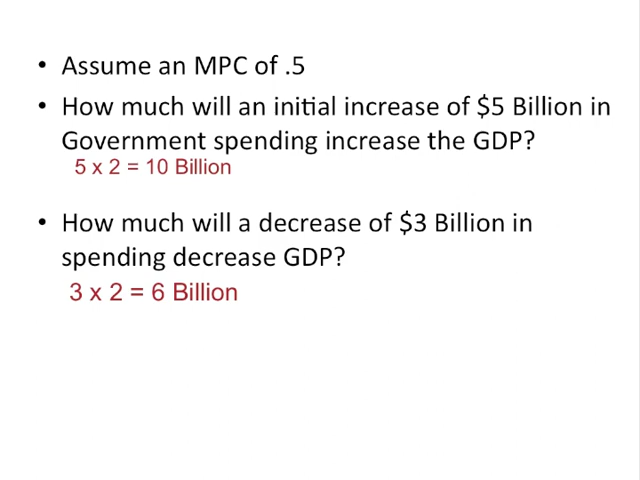 • Assume an MPC of .5
• How much will an initial increase of $5 Billion in
Government spending increase the GDP?
5 x 2 = 10 Billion
• How much will a decrease of $3 Billion in
spending decrease GDP?
3 x 2 = 6 Billion